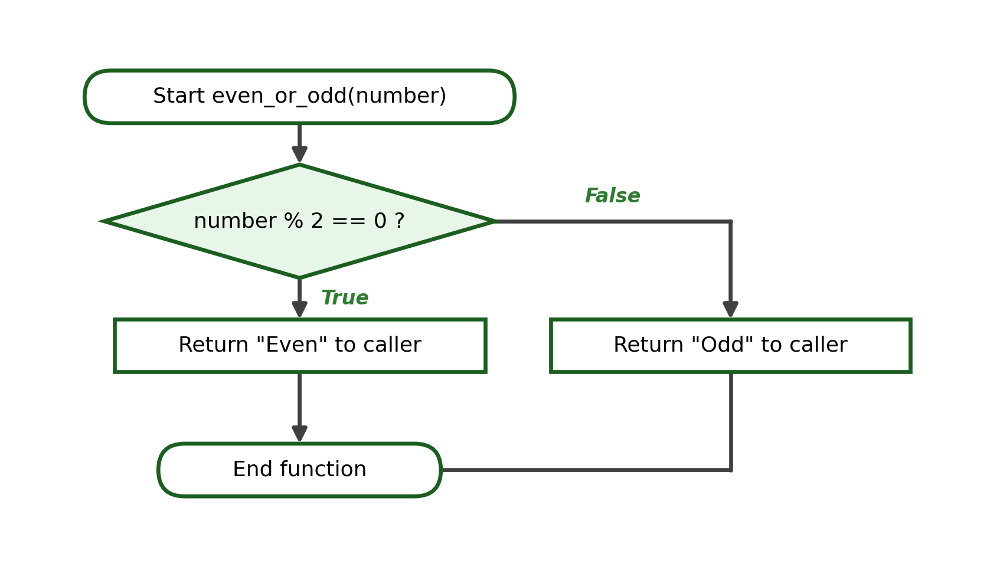 Start even_or_odd(number)
number % 2 == 0 ?
False
True
Return "Even" to caller
Return "Odd" to caller
End function